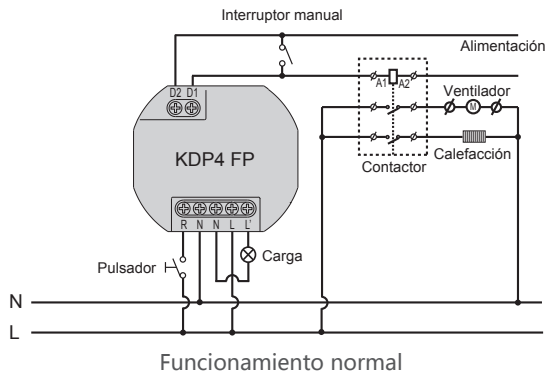 Interruptor manual
Alimentación
D2 D1
A1 A2
Ventilador
M
KDP4 FP
Calefacción
Contactor
R N N L L'
Pulsador
Carga
N
L
Funcionamiento normal